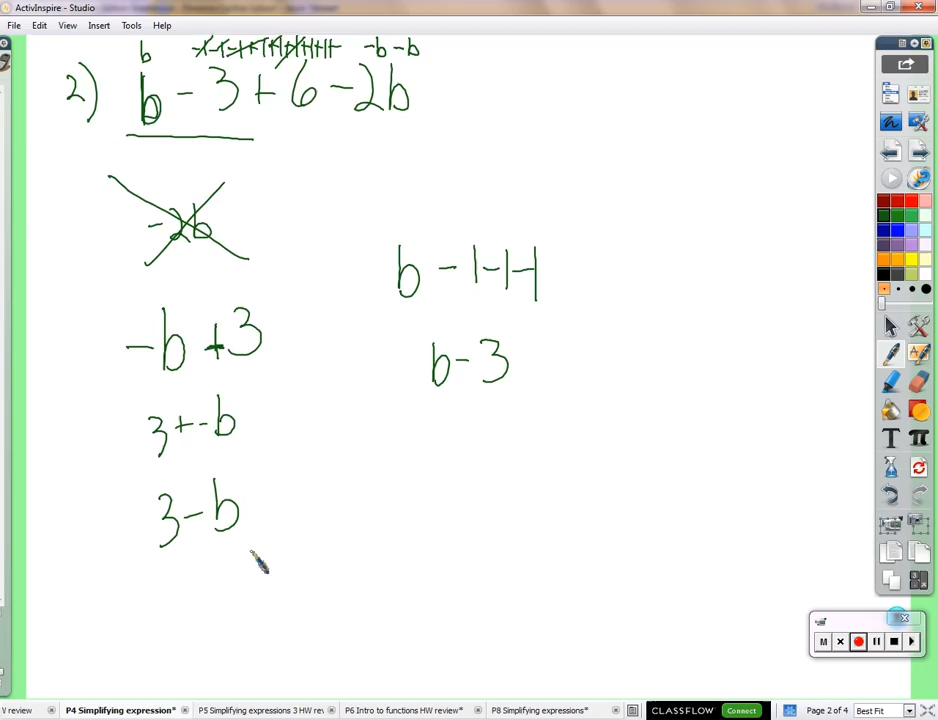 ActivInspire - Studio
File Edit View Insert Tools Help
b -b -b
2) b - 3 + 6 - 2b
-2b
b - 1 - 1 - 1
-b + 3
b - 3
3 + -b
3 - b
M
W review P4 Simplifying expression* P5 Simplifying expressions 3 HW rev P6 Intro to functions HW review* P8 Simplifying expressions* CLASSFLOW Connect Page 2 of 4 Best Fit